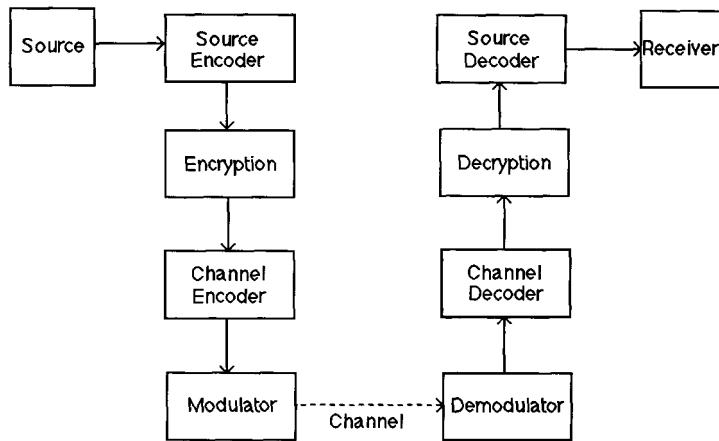 Source
Source
Encoder
Encryption
Channel
Encoder
Modulator
Channel
Demodulator
Channel
Decoder
Decryption
Source
Decoder
Receiver